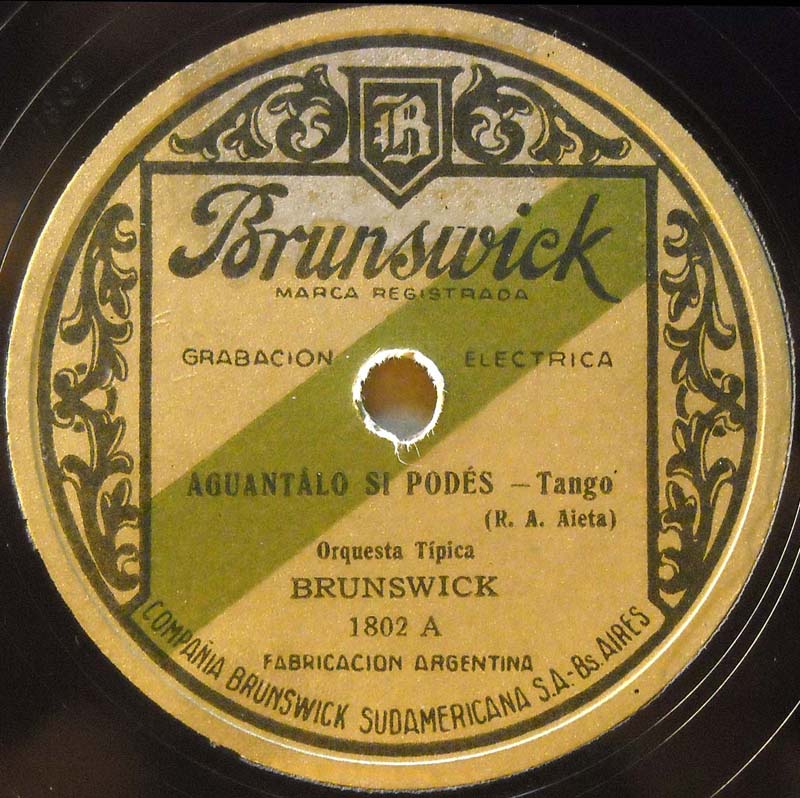 B
Brunswick
MARCA REGISTRADA
GRABACION ELECTRICA
AGUANTÁLO SI PODÉS — Tango
(R. A. Aieta)
Orquesta Típica
BRUNSWICK
1802 A
FABRICACION ARGENTINA
COMPAÑIA BRUNSWICK SUDAMERICANA S.A.-Bs. AIRES